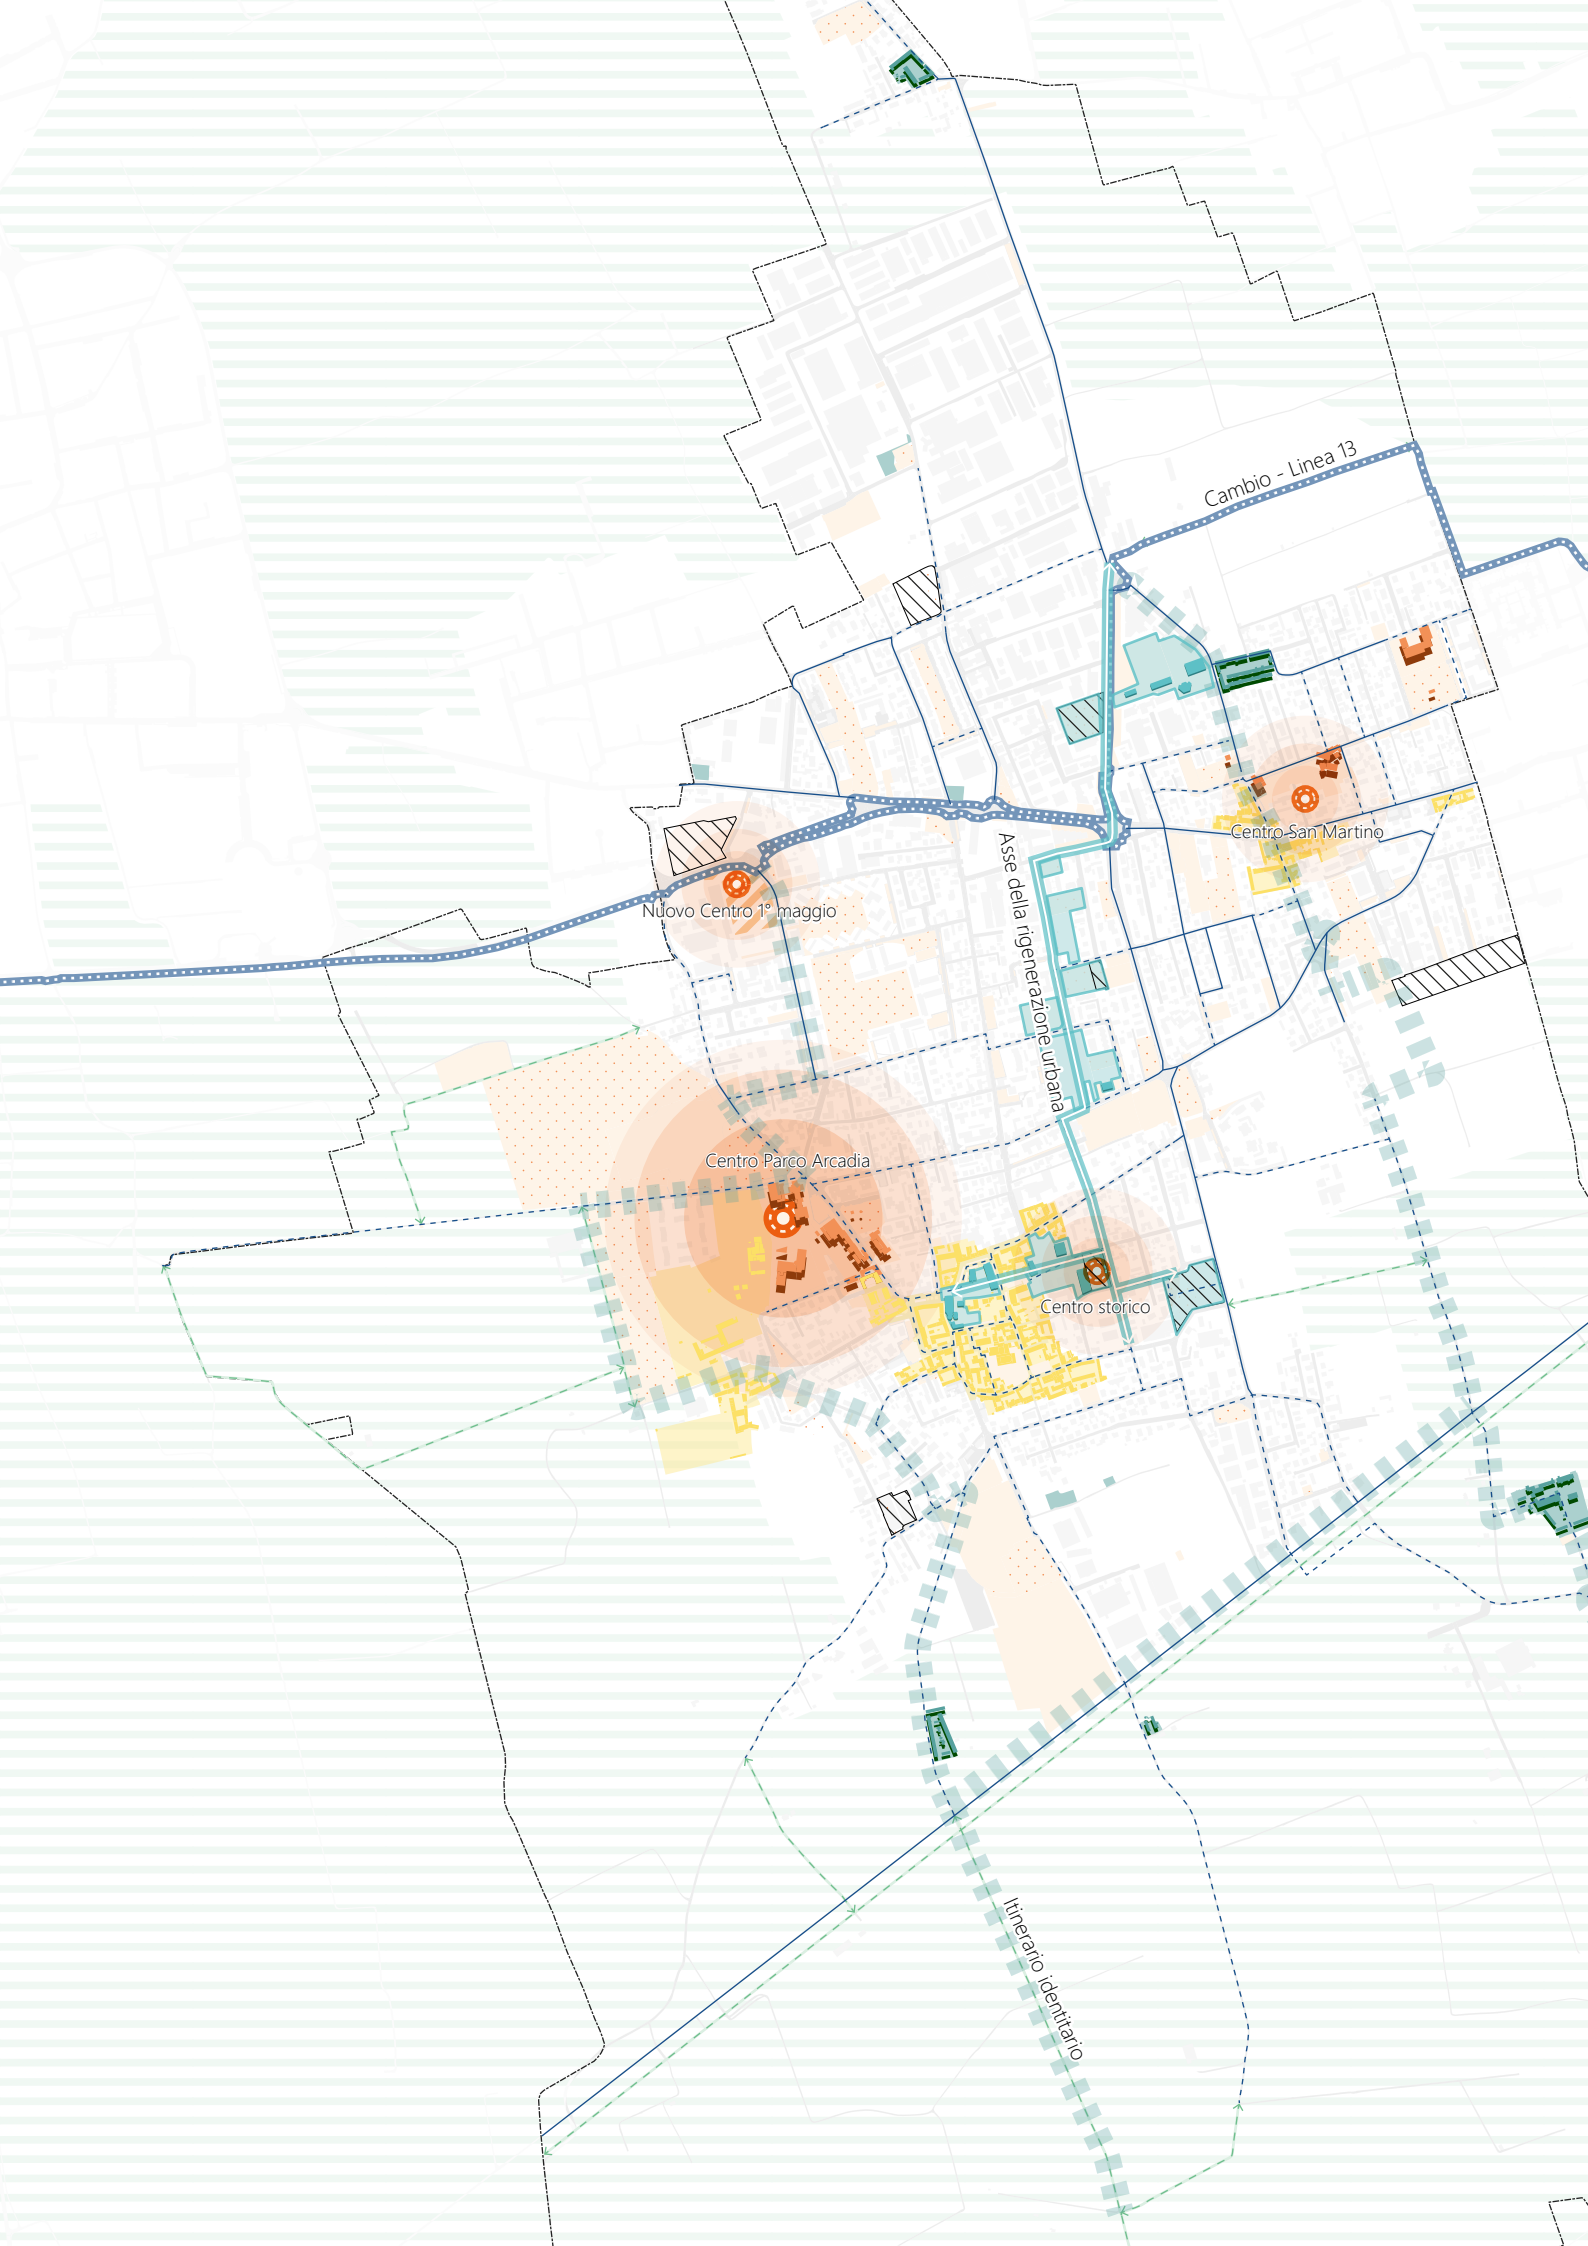 Cambio - Linea 13
Centro San Martino
Asse della rigenerazione urbana
Nuovo Centro 1° maggio
Centro Parco Arcadia
Centro storico
Itinerario identitario